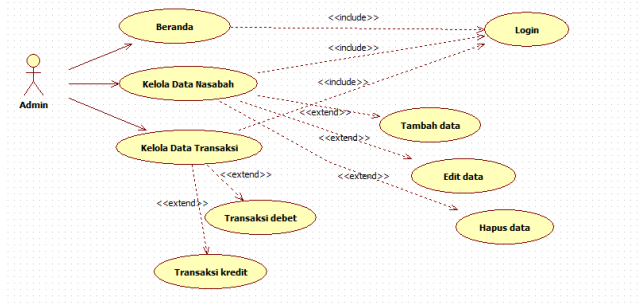 Beranda
<<include>>
Login
<<include>>
Admin
Kelola Data Nasabah
<<include>>
<<extend>>
Tambah data
Kelola Data Transaksi
<<extend>>
<<extend>>
<<extend>>
Edit data
<<extend>>
Transaksi debet
Hapus data
Transaksi kredit